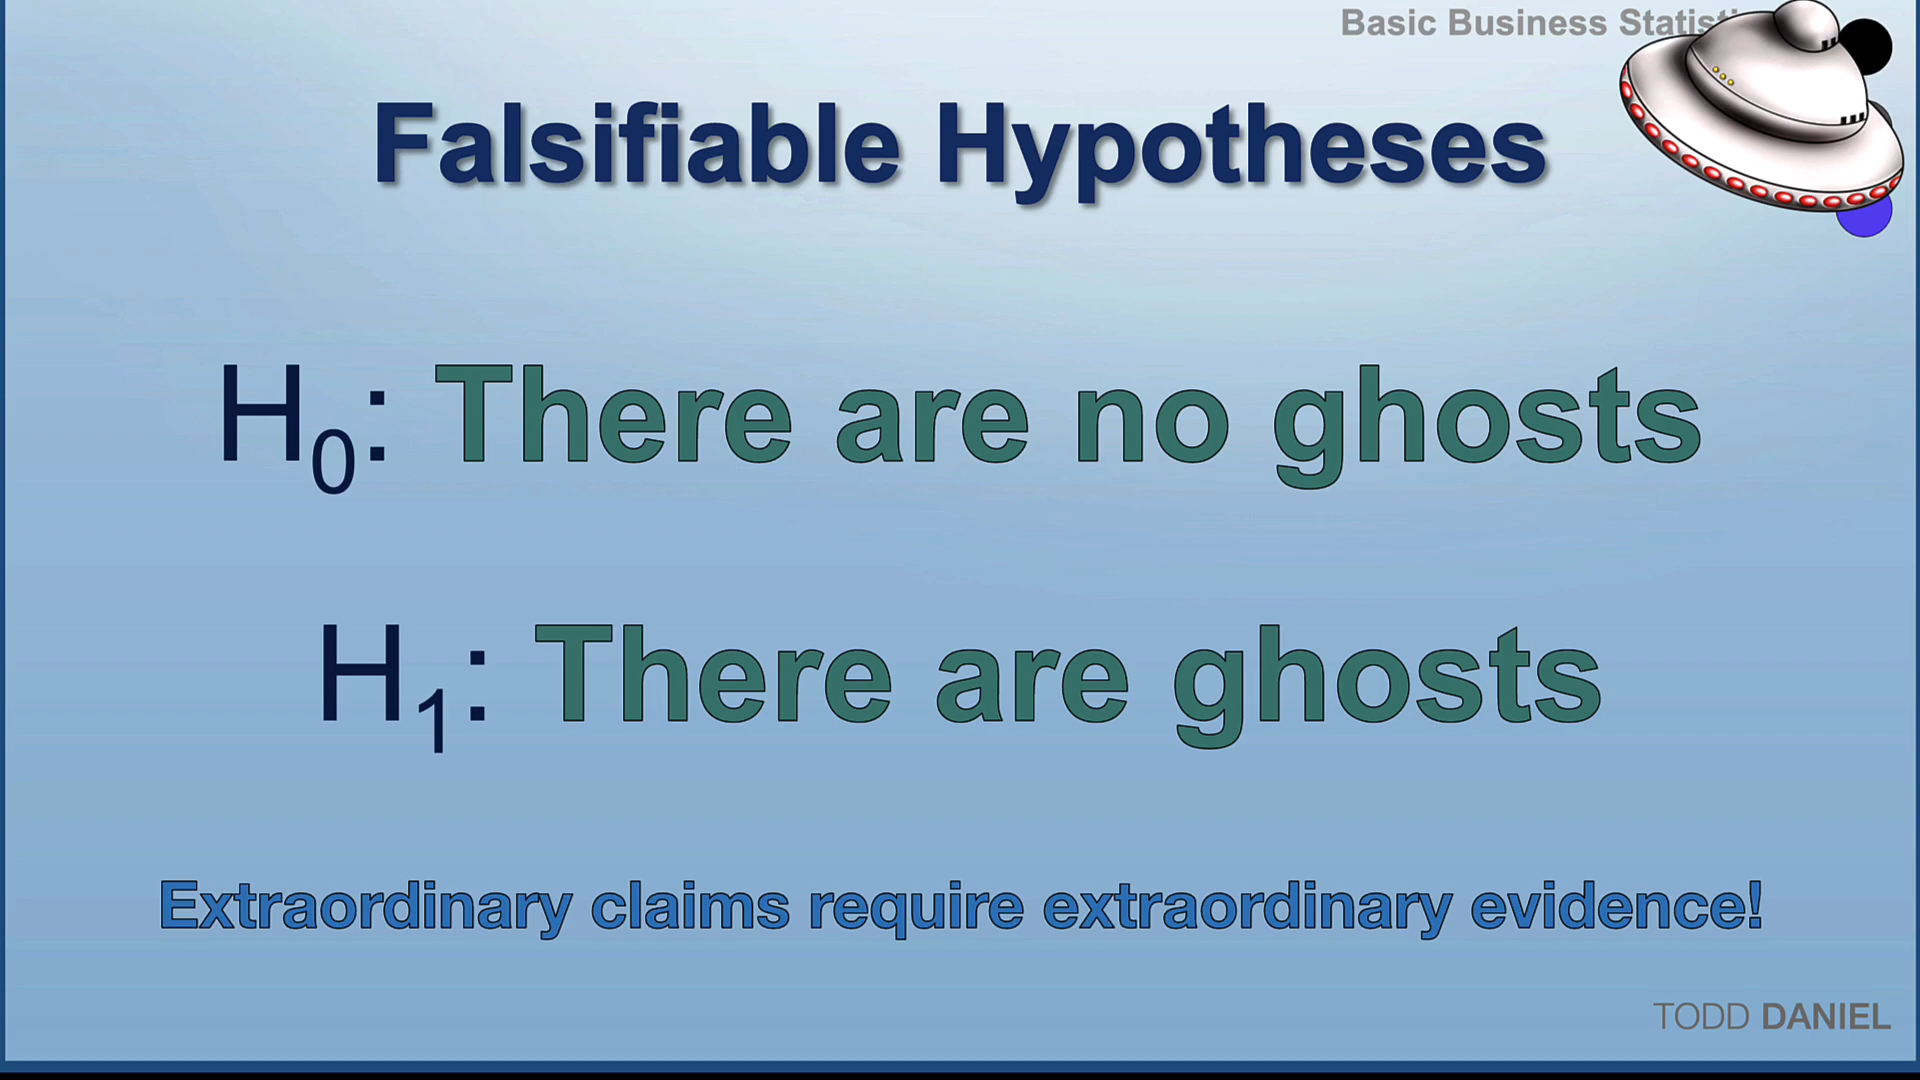 Basic Business
Falsifiable Hypotheses
H₀: There are no ghosts
H₁: There are ghosts
Extraordinary claims require extraordinary evidence!
TODD DANIEL